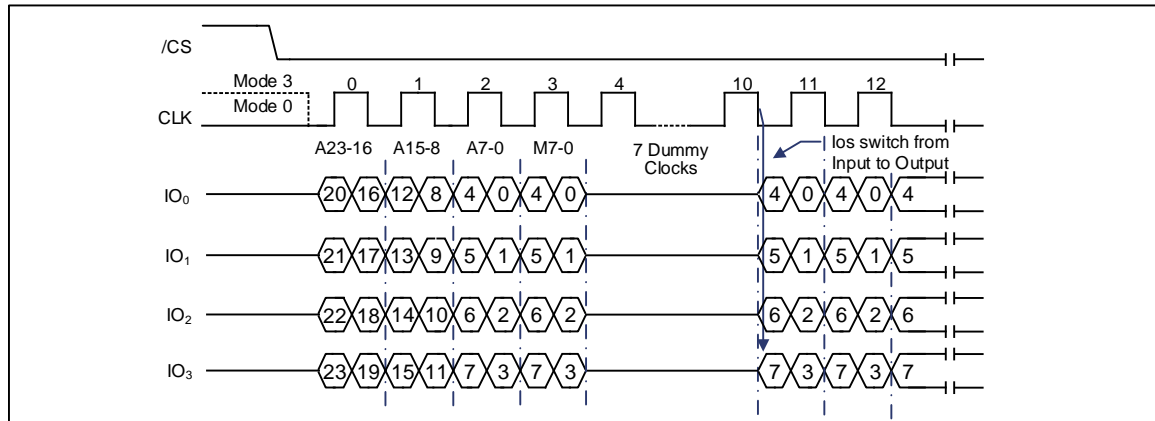 /CS
Mode 3
Mode 0
CLK
0 1 2 3 4 10 11 12
A23-16 A15-8 A7-0 M7-0
7 Dummy
Clocks
Ios switch from
Input to Output
IO₀ 20 16 12 8 4 0 4 0 4 0 4 0 4
IO₁ 21 17 13 9 5 1 5 1 5 1 5 1 5
IO₂ 22 18 14 10 6 2 6 2 6 2 6 2 6
IO₃ 23 19 15 11 7 3 7 3 7 3 7 3 7